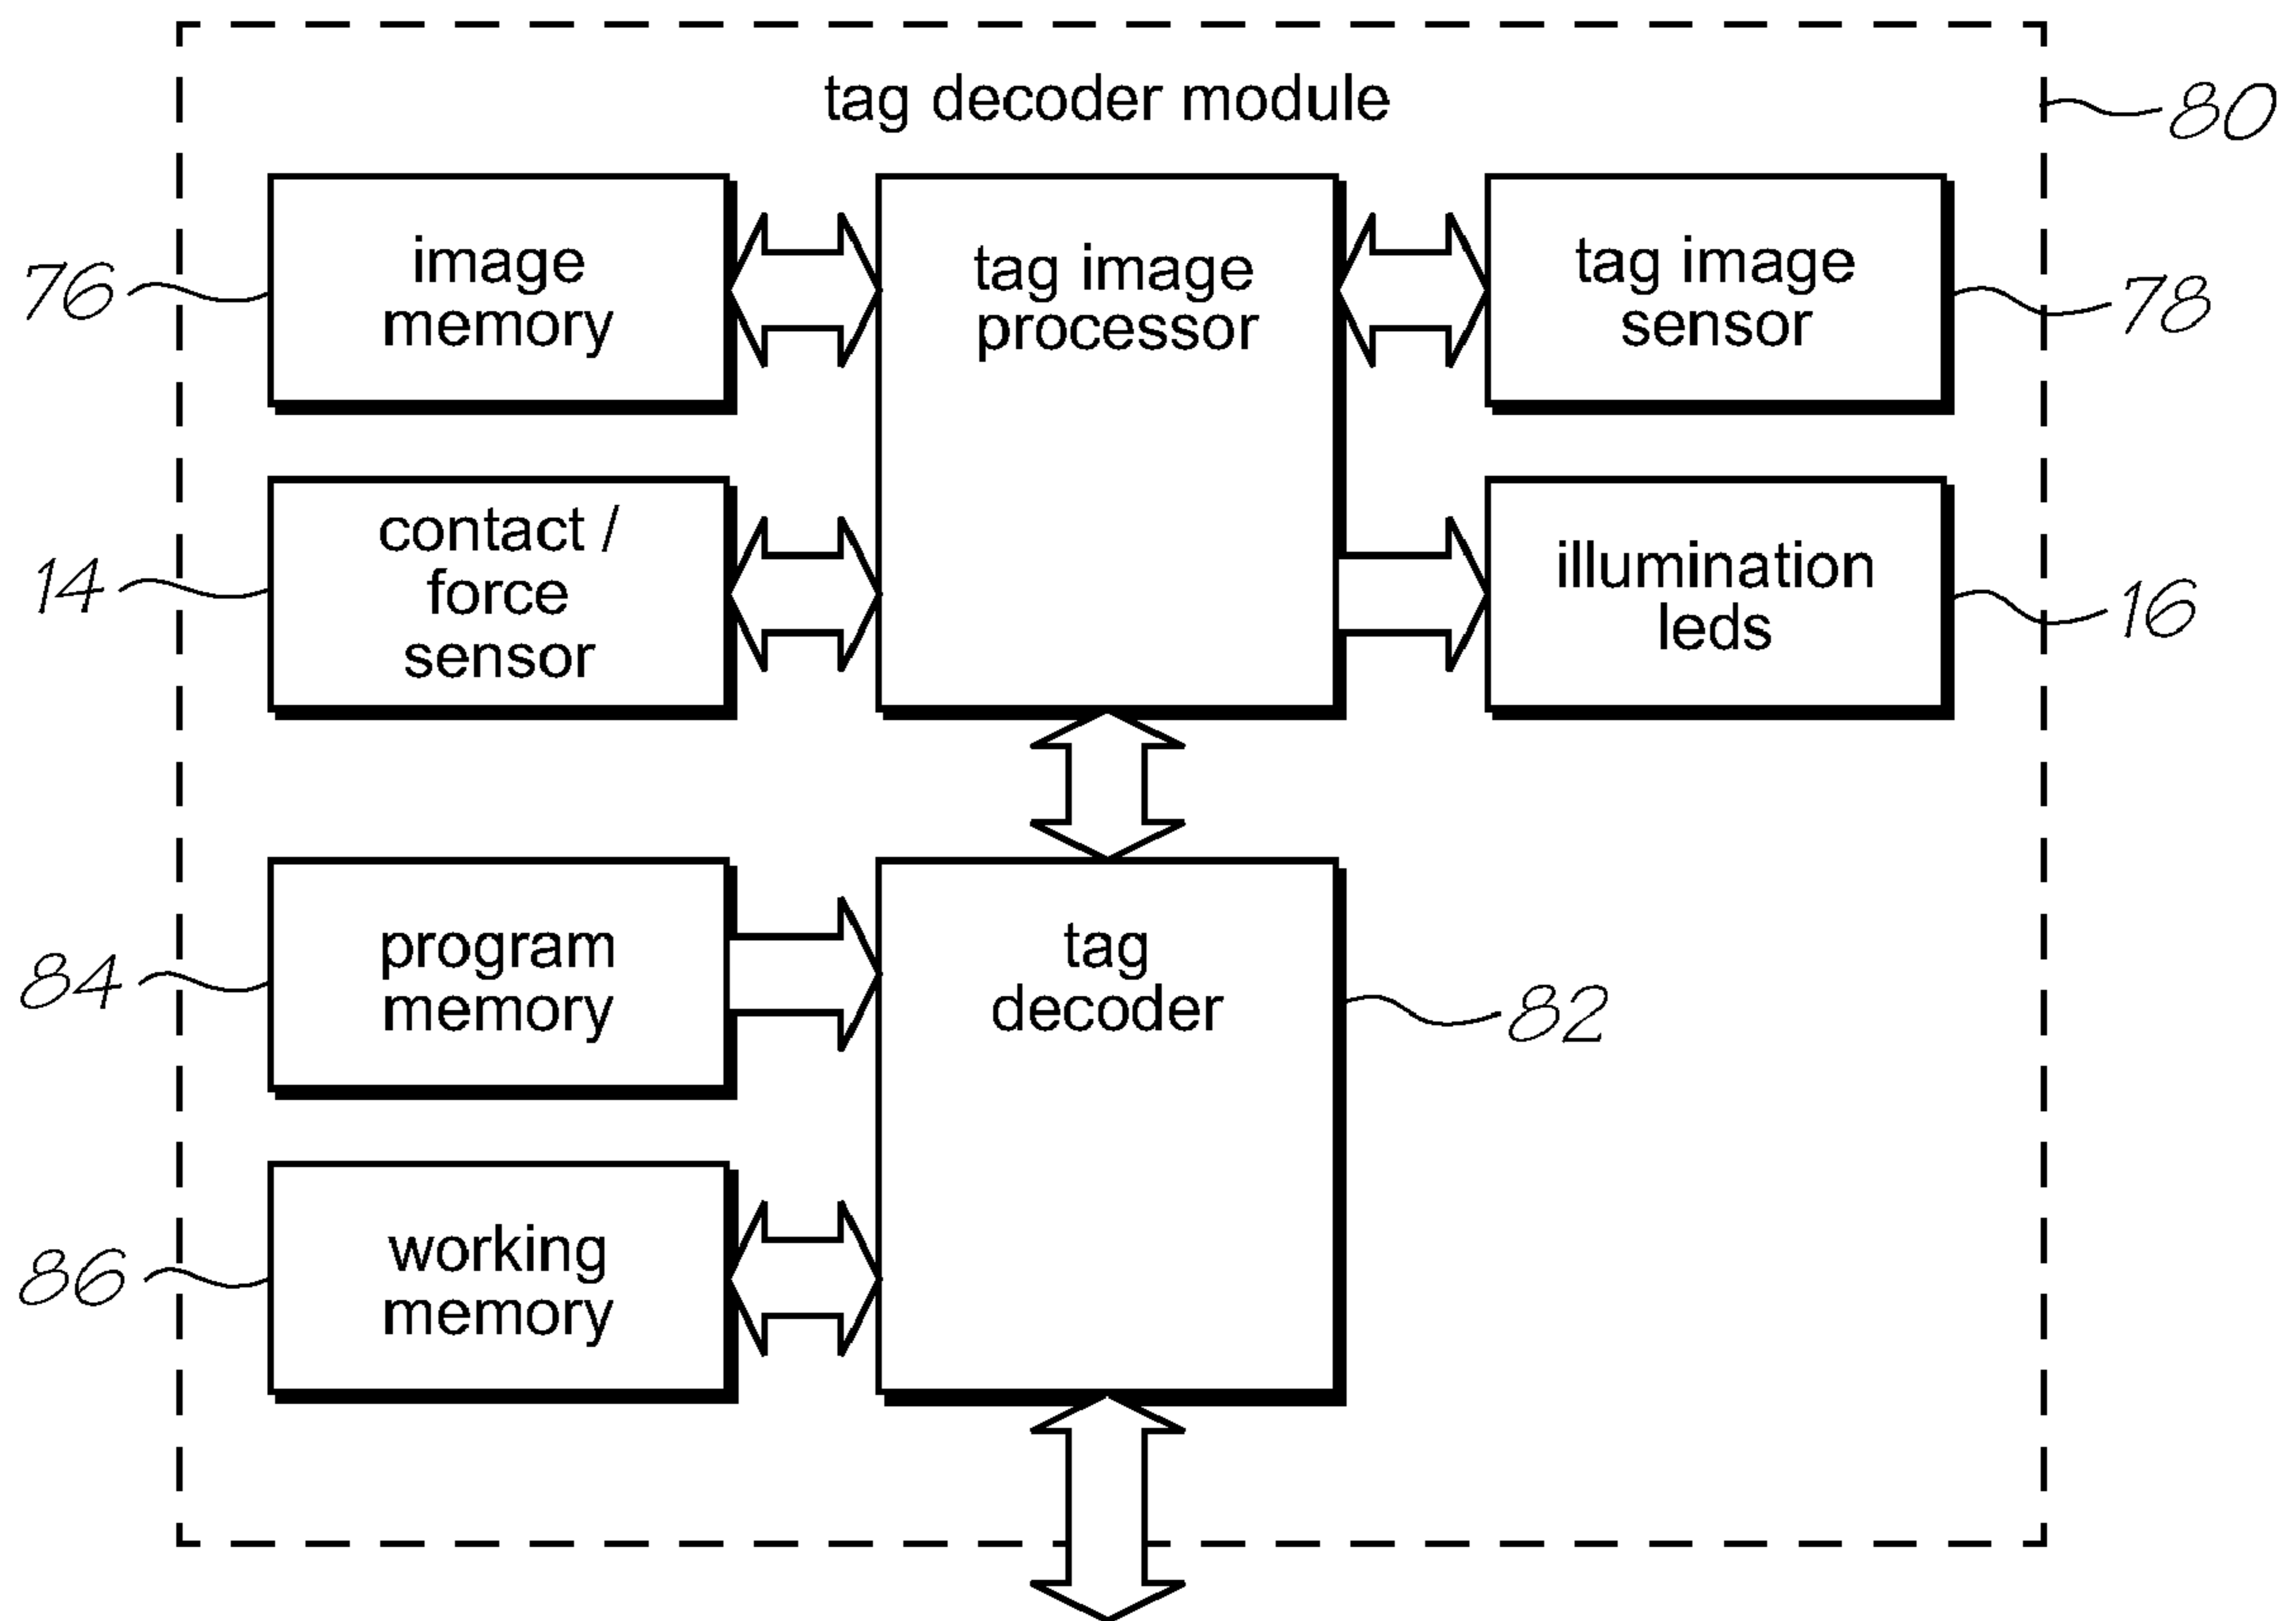 tag decoder module
80
image
memory
76
tag image
processor
tag image
sensor
78
contact /
force
sensor
14
illumination
leds
16
program
memory
84
tag
decoder
82
working
memory
86